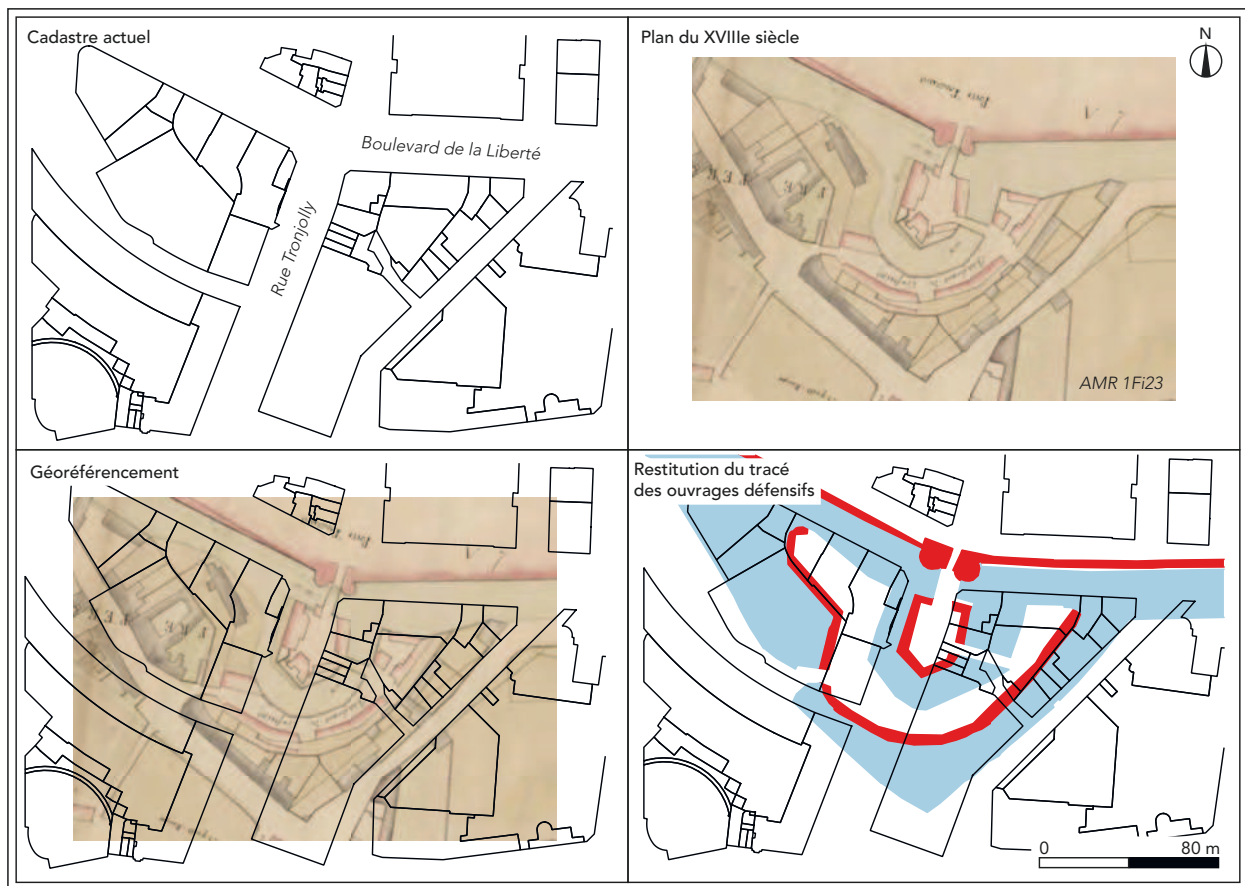 Cadastre actuel
Boulevard de la Liberté
Rue Tronjolly
Plan du XVIIIe siècle
N
AMR 1Fi23
Géoréférencement
Restitution du tracé
des ouvrages défensifs
0 80 m